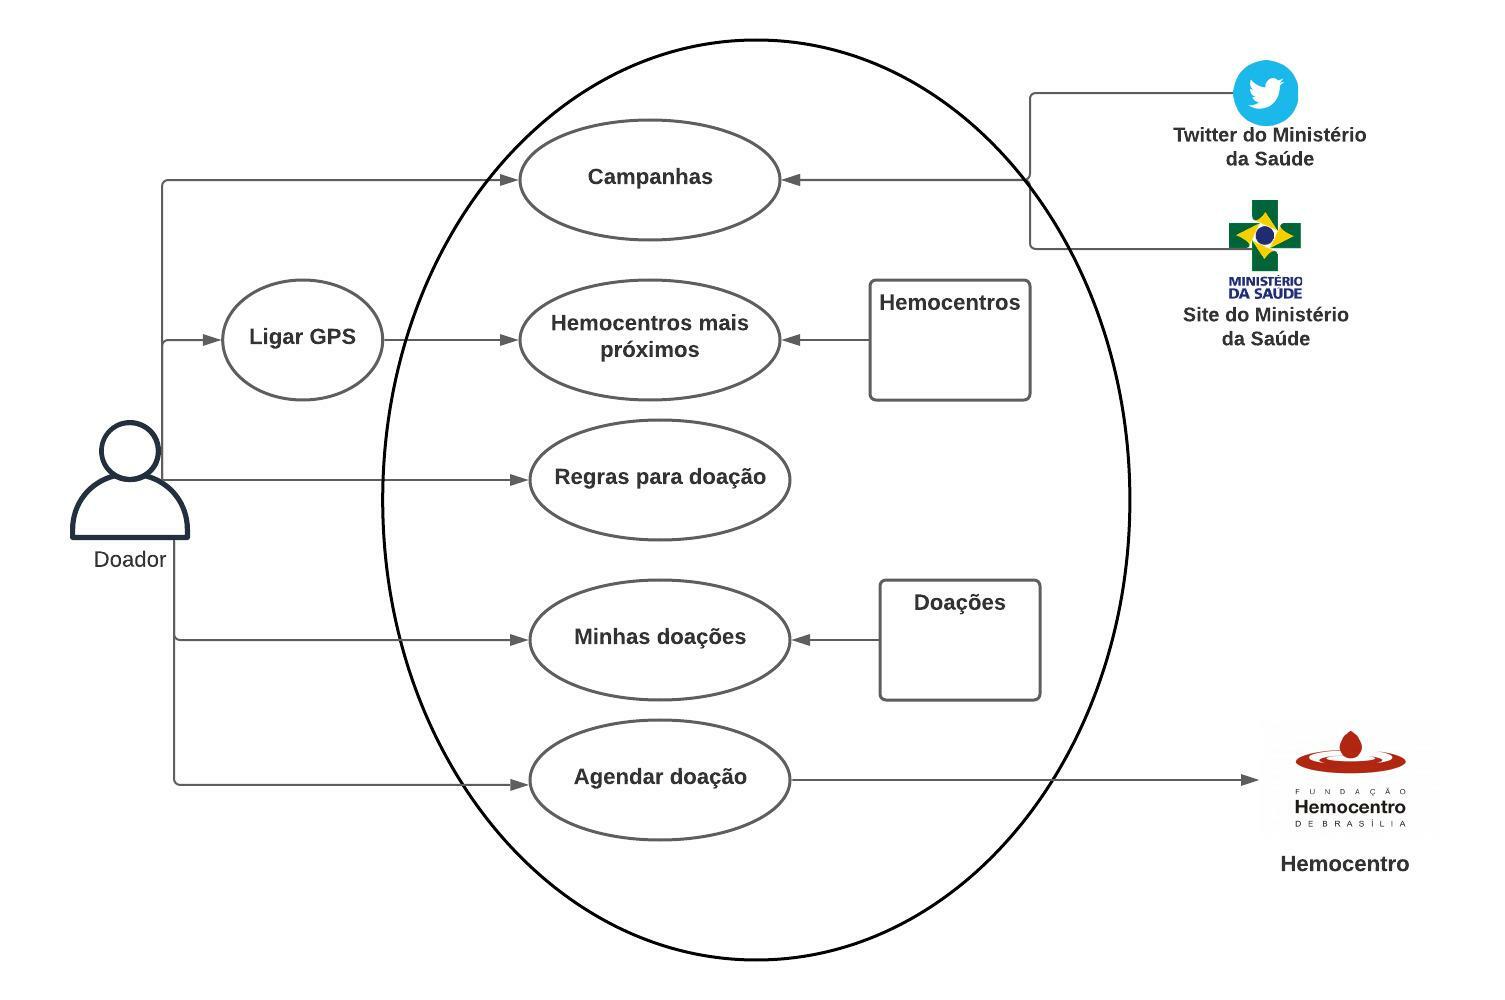 Twitter do Ministério
da Saúde
Campanhas
MINISTÉRIO
DA SAÚDE
Site do Ministério
da Saúde
Ligar GPS
Hemocentros mais
próximos
Hemocentros
Regras para doação
Doador
Minhas doações
Doações
Agendar doação
FUNDAÇÃO
Hemocentro
DE BRASÍLIA
Hemocentro